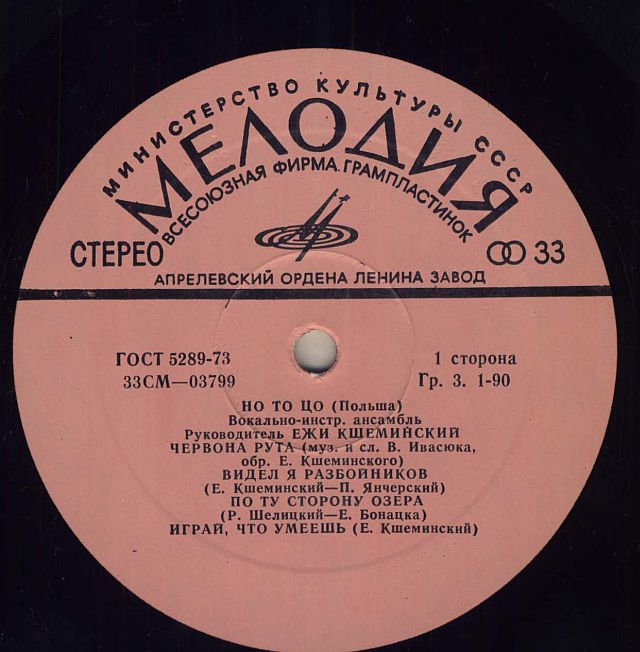 МИНИСТЕРСТВО КУЛЬТУРЫ СССР
МЕЛОДИЯ
ВСЕСОЮЗНАЯ ФИРМА ГРАМПЛАСТИНОК
СТЕРЕО
33
АПРЕЛЕВСКИЙ ОРДЕНА ЛЕНИНА ЗАВОД
ГОСТ 5289-73
1 сторона
33СМ—03799
Гр. 3. 1-90
НО ТО ЦО (Польша)
Вокально-инстр. ансамбль
Руководитель ЕЖИ КШЕМИНСКИЙ
ЧЕРВОНА РУТА (муз. и сл. В. Ивасюка,
обр. Е. Кшеминского)
ВИДЕЛ Я РАЗБОЙНИКОВ
(Е. Кшеминский—П. Янчерский)
ПО ТУ СТОРОНУ ОЗЕРА
(Р. Шелицкий—Е. Бонацка)
ИГРАЙ, ЧТО УМЕЕШЬ (Е. Кшеминский)